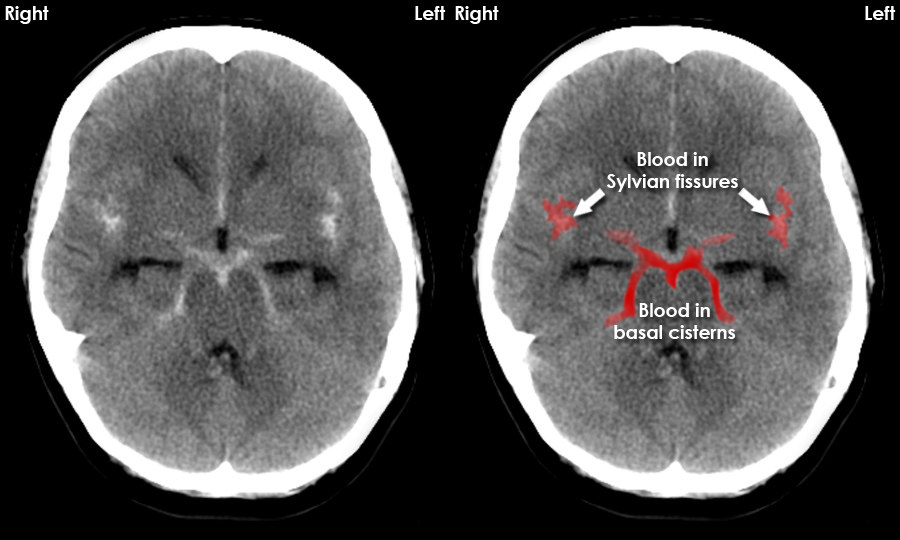 Right
Left
Right
Left
Blood in
Sylvian fissures
Blood in
basal cisterns